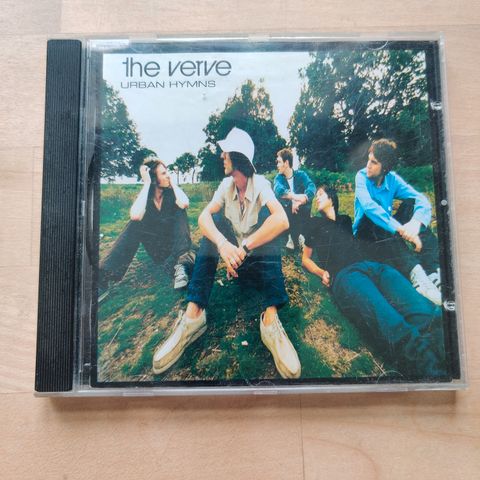 the verve
URBAN HYMNS